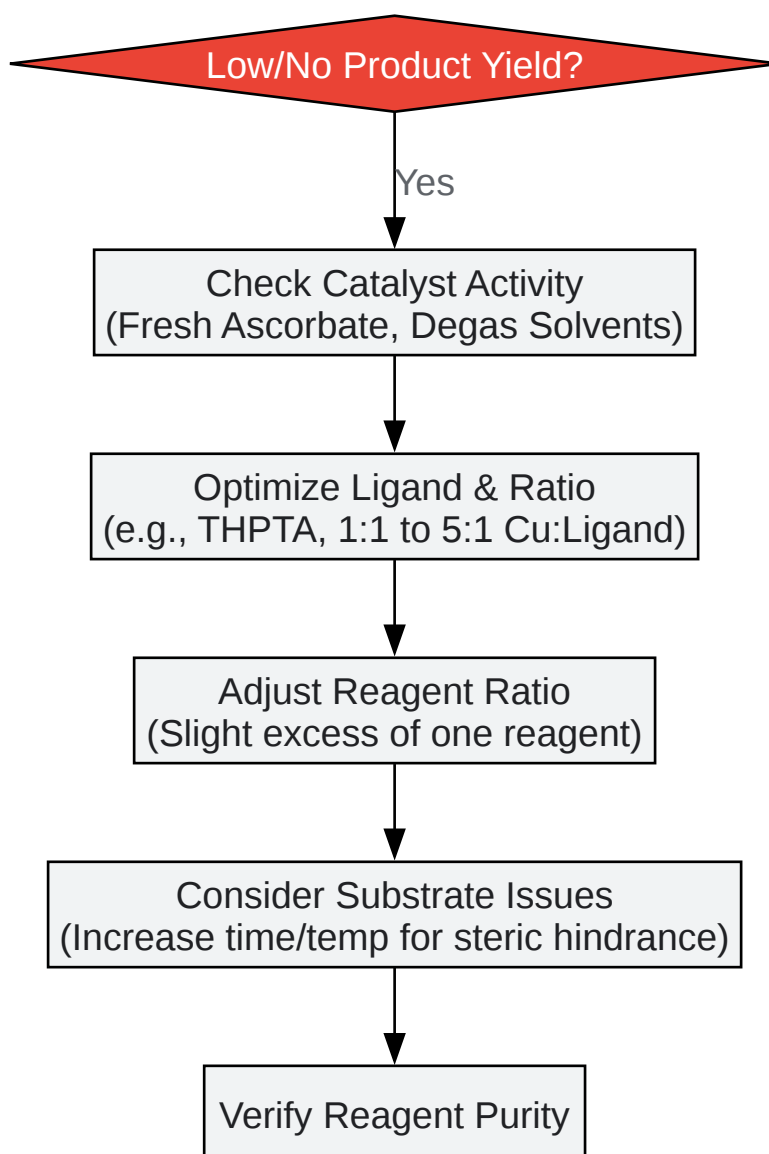 Low/No Product Yield?
Yes
Check Catalyst Activity
(Fresh Ascorbate, Degas Solvents)
Optimize Ligand & Ratio
(e.g., THPTA, 1:1 to 5:1 Cu:Ligand)
Adjust Reagent Ratio
(Slight excess of one reagent)
Consider Substrate Issues
(Increase time/temp for steric hindrance)
Verify Reagent Purity